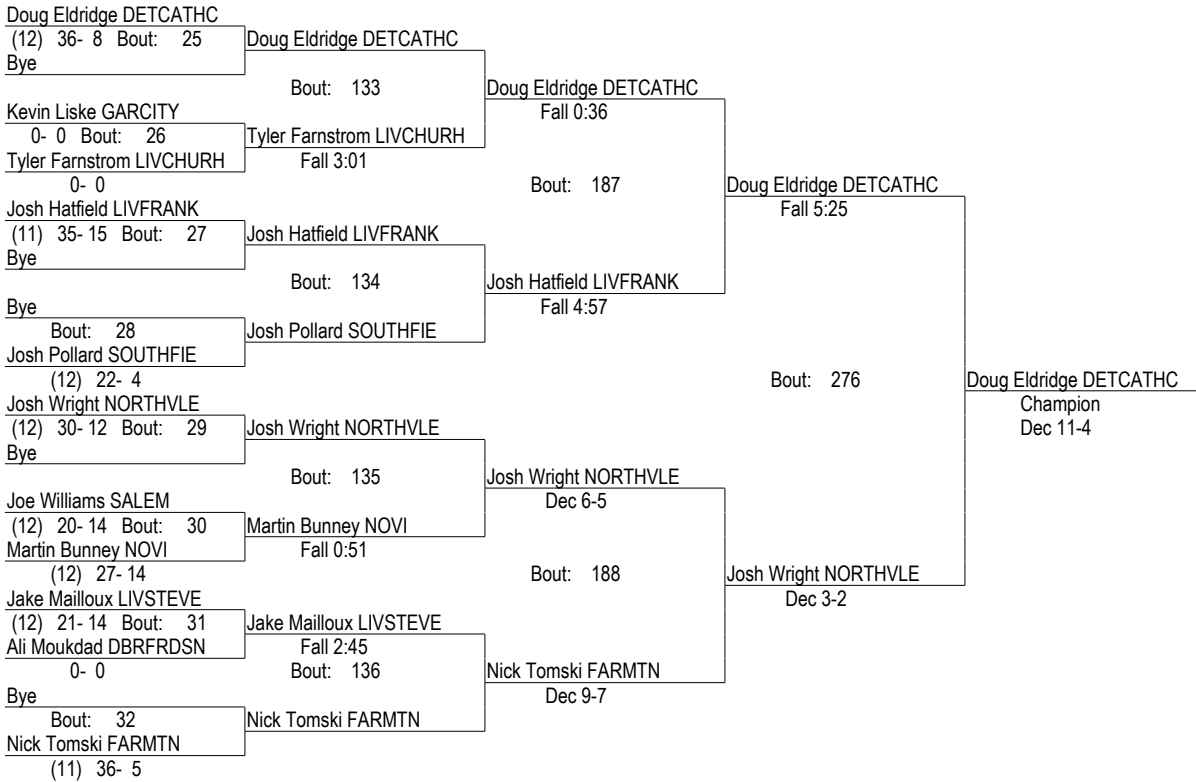 Doug Eldridge DETCATHC
(12) 36- 8 Bout: 25
Bye
Kevin Liske GARCITY
0- 0 Bout: 26
Tyler Farnstrom LIVCHURH
0- 0
Josh Hatfield LIVFRANK
(11) 35- 15 Bout: 27
Bye
Bye
Bout: 28
Josh Pollard SOUTHFIE
(12) 22- 4
Josh Wright NORTHVLE
(12) 30- 12 Bout: 29
Bye
Joe Williams SALEM
(12) 20- 14 Bout: 30
Martin Bunney NOVI
(12) 27- 14
Jake Mailloux LIVSTEVE
(12) 21- 14 Bout: 31
Ali Moukdad DBRFRDSN
0- 0
Bye
Bout: 32
Nick Tomski FARMTN
(11) 36- 5
Doug Eldridge DETCATHC
Bout: 133
Tyler Farnstrom LIVCHURH
Fall 3:01
Josh Hatfield LIVFRANK
Bout: 134
Josh Pollard SOUTHFIE
Josh Wright NORTHVLE
Bout: 135
Martin Bunney NOVI
Fall 0:51
Jake Mailloux LIVSTEVE
Fall 2:45
Bout: 136
Nick Tomski FARMTN
Doug Eldridge DETCATHC
Fall 0:36
Bout: 187
Josh Hatfield LIVFRANK
Fall 4:57
Josh Wright NORTHVLE
Dec 6-5
Bout: 188
Nick Tomski FARMTN
Dec 9-7
Doug Eldridge DETCATHC
Fall 5:25
Bout: 276
Josh Wright NORTHVLE
Dec 3-2
Doug Eldridge DETCATHC
Champion
Dec 11-4